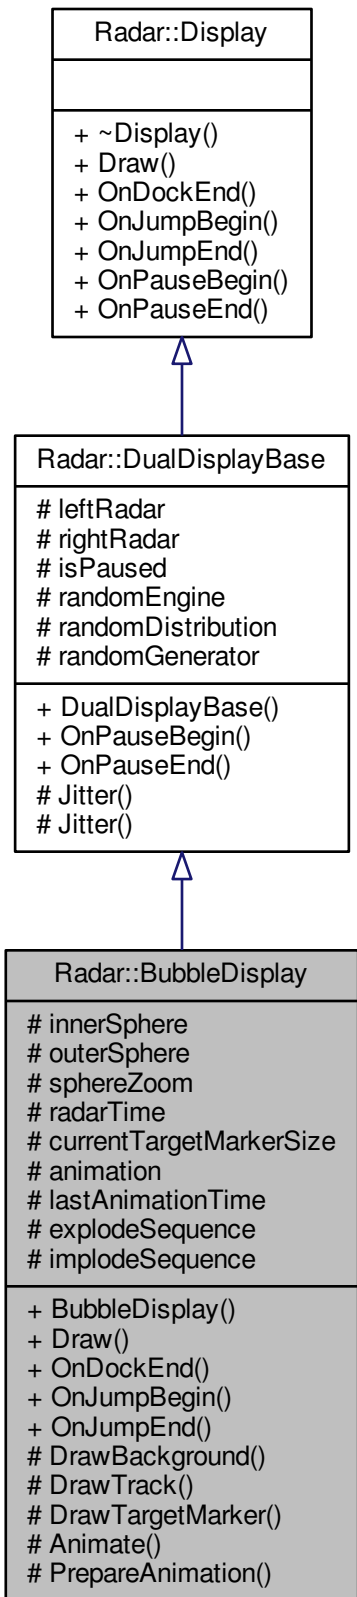 Radar::Display
+ ~Display()
+ Draw()
+ OnDockEnd()
+ OnJumpBegin()
+ OnJumpEnd()
+ OnPauseBegin()
+ OnPauseEnd()
Radar::DualDisplayBase
# leftRadar
# rightRadar
# isPaused
# randomEngine
# randomDistribution
# randomGenerator
+ DualDisplayBase()
+ OnPauseBegin()
+ OnPauseEnd()
# Jitter()
# Jitter()
Radar::BubbleDisplay
# innerSphere
# outerSphere
# sphereZoom
# radarTime
# currentTargetMarkerSize
# animation
# lastAnimationTime
# explodeSequence
# implodeSequence
+ BubbleDisplay()
+ Draw()
+ OnDockEnd()
+ OnJumpBegin()
+ OnJumpEnd()
# DrawBackground()
# DrawTrack()
# DrawTargetMarker()
# Animate()
# PrepareAnimation()